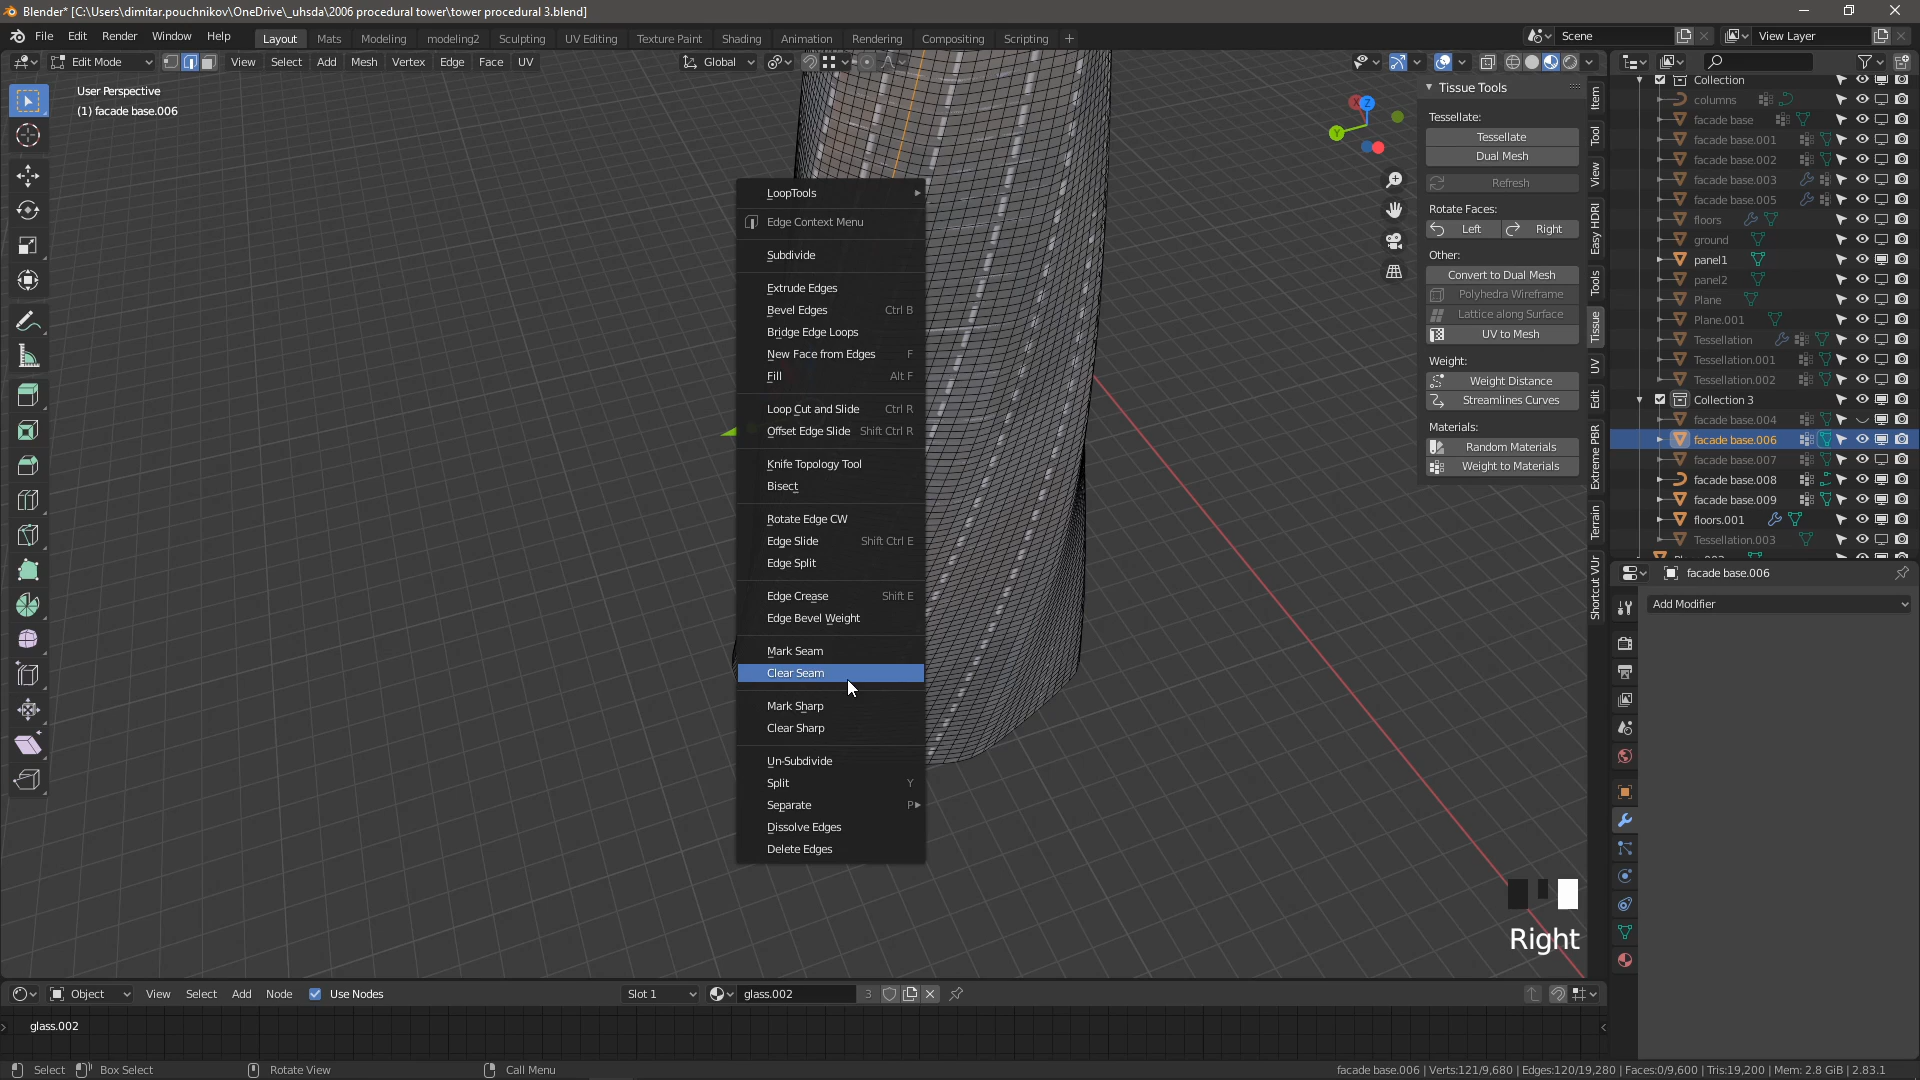 Blender* [C:\Users\dimitar.pouchnikov\OneDrive\_uhsda\2006 procedural tower\tower procedural 3.blend]
File Edit Render Window Help Layout Mats Modeling modeling2 Sculpting UV Editing Texture Paint Shading Animation Rendering Compositing Scripting + Scene View Layer
Edit Mode View Select Add Mesh Vertex Edge Face UV Global
User Perspective
(1) facade base.006
LoopTools
Edge Context Menu
Subdivide
Extrude Edges
Bevel Edges Ctrl B
Bridge Edge Loops
New Face from Edges F
Fill Alt F
Loop Cut and Slide Ctrl R
Offset Edge Slide Shift Ctrl R
Knife Topology Tool
Bisect
Rotate Edge CW
Edge Slide Shift Ctrl E
Edge Split
Edge Crease Shift E
Edge Bevel Weight
Mark Seam
Clear Seam
Mark Sharp
Clear Sharp
Un-Subdivide
Split Y
Separate P
Dissolve Edges
Delete Edges
X Z
Y
Tissue Tools
Tessellate:
Tessellate
Dual Mesh
Refresh
Rotate Faces:
Left Right
Other:
Convert to Dual Mesh
Polyhedra Wireframe
Lattice along Surface
UV to Mesh
Weight:
Weight Distance
Streamlines Curves
Materials:
Random Materials
Weight to Materials
Item
Tool
View
Easy HDRI
Tools
Tissue
UV
Edit
Extreme PBR
Terrain
Shortcut VUr
Collection
columns
facade base
facade base.001
facade base.002
facade base.003
facade base.005
floors
ground
panel1
panel2
Plane
Plane.001
Tessellation
Tessellation.001
Tessellation.002
Collection 3
facade base.004
facade base.006
facade base.007
facade base.008
facade base.009
floors.001
Tessellation.003
facade base.006
Add Modifier
Right
Object View Select Add Node Use Nodes Slot 1 glass.002 3
glass.002
Select Box Select Rotate View Call Menu facade base.006 | Verts:121/9,680 | Edges:120/19,280 | Faces:0/9,600 | Tris:19,200 | Mem: 2.8 GiB | 2.83.1